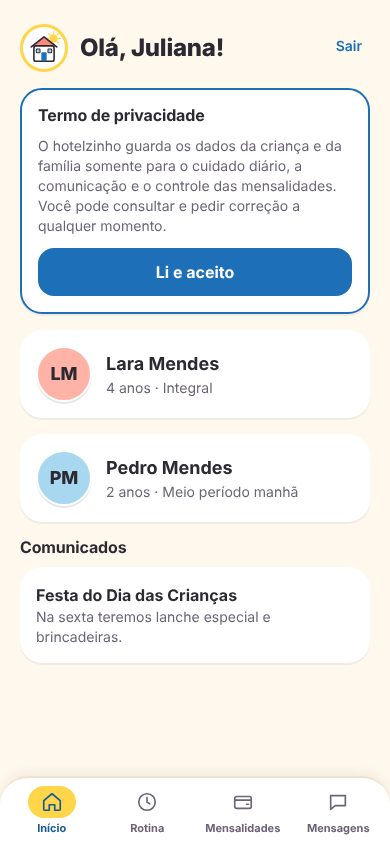 Olá, Juliana!
Sair
Termo de privacidade
O hotelzinho guarda os dados da criança e da
família somente para o cuidado diário, a
comunicação e o controle das mensalidades.
Você pode consultar e pedir correção a
qualquer momento.
Li e aceito
LM
Lara Mendes
4 anos · Integral
PM
Pedro Mendes
2 anos · Meio período manhã
Comunicados
Festa do Dia das Crianças
Na sexta teremos lanche especial e
brincadeiras.
Início
Rotina
Mensalidades
Mensagens